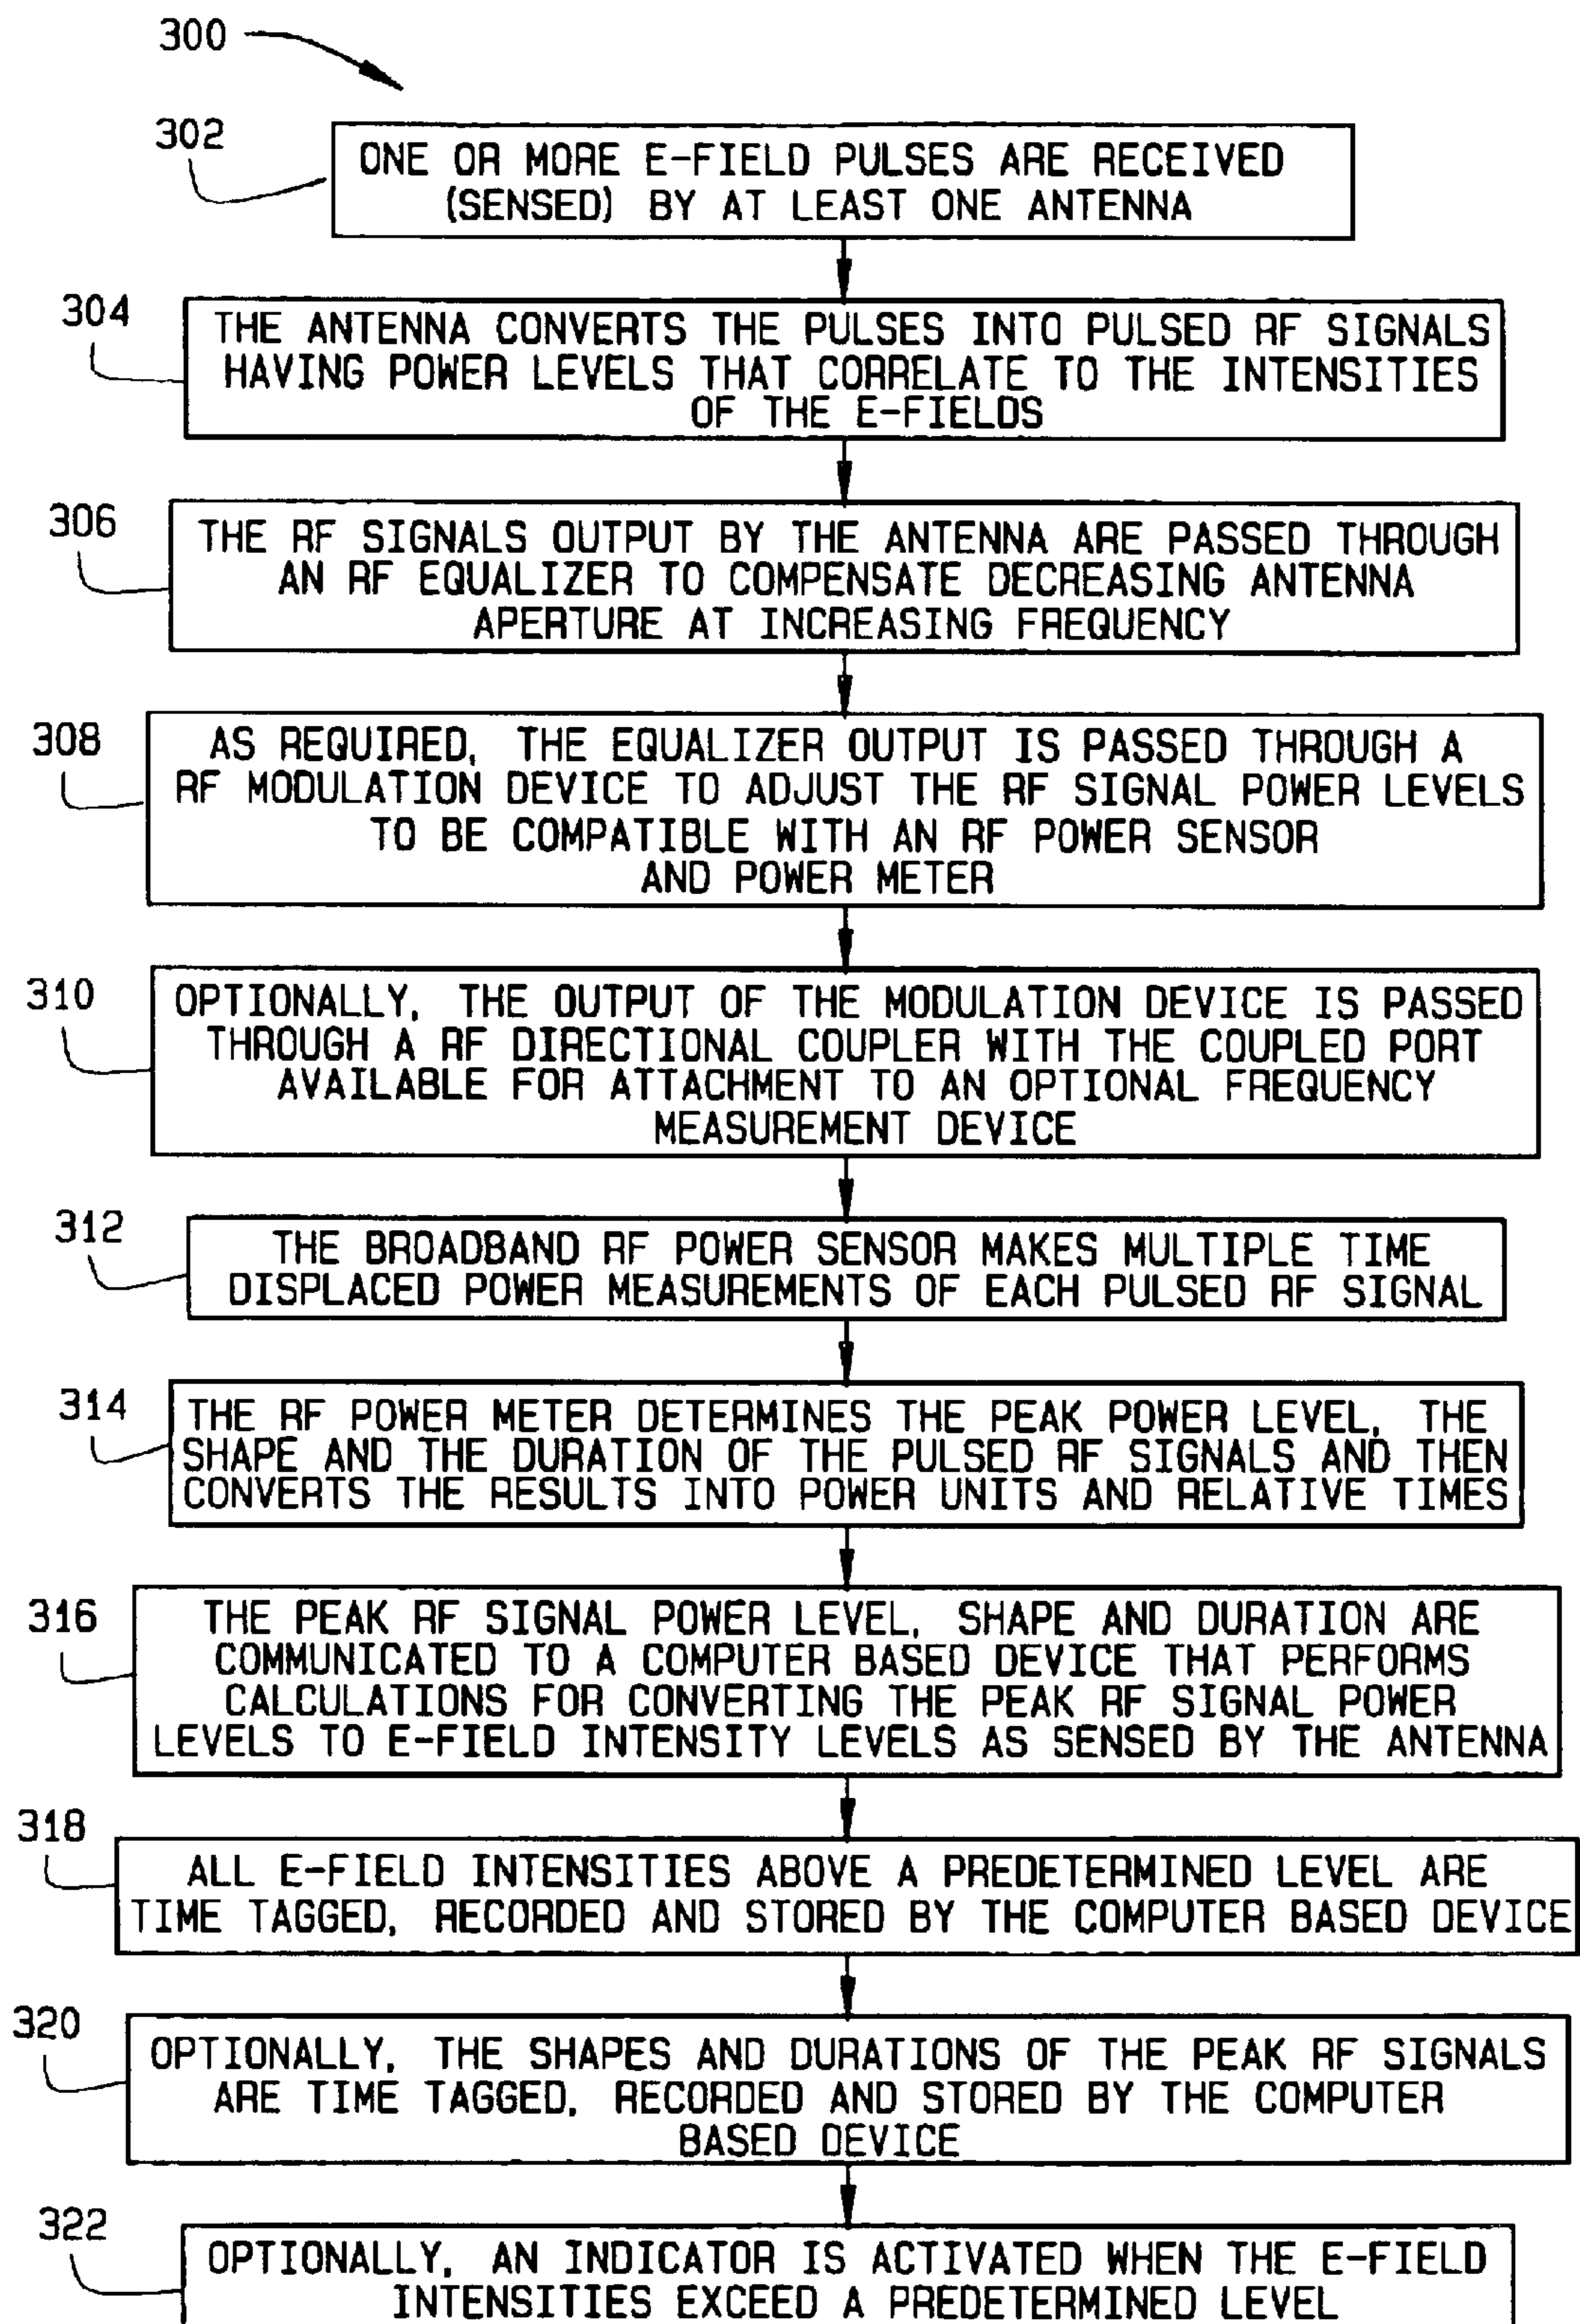 300
302
ONE OR MORE E-FIELD PULSES ARE RECEIVED
(SENSED) BY AT LEAST ONE ANTENNA
304
THE ANTENNA CONVERTS THE PULSES INTO PULSED RF SIGNALS
HAVING POWER LEVELS THAT CORRELATE TO THE INTENSITIES
OF THE E-FIELDS
306
THE RF SIGNALS OUTPUT BY THE ANTENNA ARE PASSED THROUGH
AN RF EQUALIZER TO COMPENSATE DECREASING ANTENNA
APERTURE AT INCREASING FREQUENCY
308
AS REQUIRED, THE EQUALIZER OUTPUT IS PASSED THROUGH A
RF MODULATION DEVICE TO ADJUST THE RF SIGNAL POWER LEVELS
TO BE COMPATIBLE WITH AN RF POWER SENSOR
AND POWER METER
310
OPTIONALLY, THE OUTPUT OF THE MODULATION DEVICE IS PASSED
THROUGH A RF DIRECTIONAL COUPLER WITH THE COUPLED PORT
AVAILABLE FOR ATTACHMENT TO AN OPTIONAL FREQUENCY
MEASUREMENT DEVICE
312
THE BROADBAND RF POWER SENSOR MAKES MULTIPLE TIME
DISPLACED POWER MEASUREMENTS OF EACH PULSED RF SIGNAL
314
THE RF POWER METER DETERMINES THE PEAK POWER LEVEL, THE
SHAPE AND THE DURATION OF THE PULSED RF SIGNALS AND THEN
CONVERTS THE RESULTS INTO POWER UNITS AND RELATIVE TIMES
316
THE PEAK RF SIGNAL POWER LEVEL, SHAPE AND DURATION ARE
COMMUNICATED TO A COMPUTER BASED DEVICE THAT PERFORMS
CALCULATIONS FOR CONVERTING THE PEAK RF SIGNAL POWER
LEVELS TO E-FIELD INTENSITY LEVELS AS SENSED BY THE ANTENNA
318
ALL E-FIELD INTENSITIES ABOVE A PREDETERMINED LEVEL ARE
TIME TAGGED, RECORDED AND STORED BY THE COMPUTER BASED DEVICE
320
OPTIONALLY, THE SHAPES AND DURATIONS OF THE PEAK RF SIGNALS
ARE TIME TAGGED, RECORDED AND STORED BY THE COMPUTER
BASED DEVICE
322
OPTIONALLY, AN INDICATOR IS ACTIVATED WHEN THE E-FIELD
INTENSITIES EXCEED A PREDETERMINED LEVEL